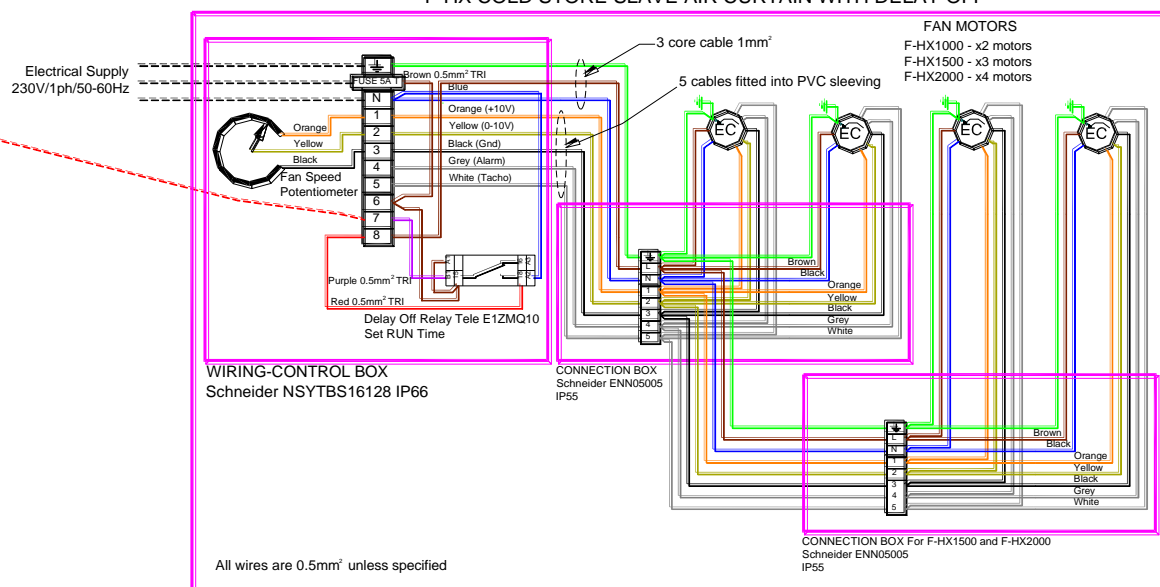 F-HX COLD STORE SLAVE AIR CURTAIN WITH DELAY OFF
FAN MOTORS
F-HX1000 - x2 motors
F-HX1500 - x3 motors
F-HX2000 - x4 motors
3 core cable 1mm²
5 cables fitted into PVC sleeving
Electrical Supply
230V/1ph/50-60Hz
FUSE 5A
N
1
2
3
4
5
6
7
8
Brown 0.5mm² TRI
Blue
Orange (+10V)
Yellow (0-10V)
Black (Gnd)
Grey (Alarm)
White (Tacho)
Orange
Yellow
Black
Fan Speed
Potentiometer
EC
EC
EC
EC
Purple 0.5mm² TRI
Red 0.5mm² TRI
15
18
A2
Delay Off Relay Tele E1ZMQ10
Set RUN Time
WIRING-CONTROL BOX
Schneider NSYTBS16128 IP66
L
N
1
2
3
4
5
Brown
Black
Orange
Yellow
Black
Grey
White
CONNECTION BOX
Schneider ENN05005
IP55
L
N
1
2
3
4
5
Brown
Black
Orange
Yellow
Black
Grey
White
CONNECTION BOX For F-HX1500 and F-HX2000
Schneider ENN05005
IP55
All wires are 0.5mm² unless specified